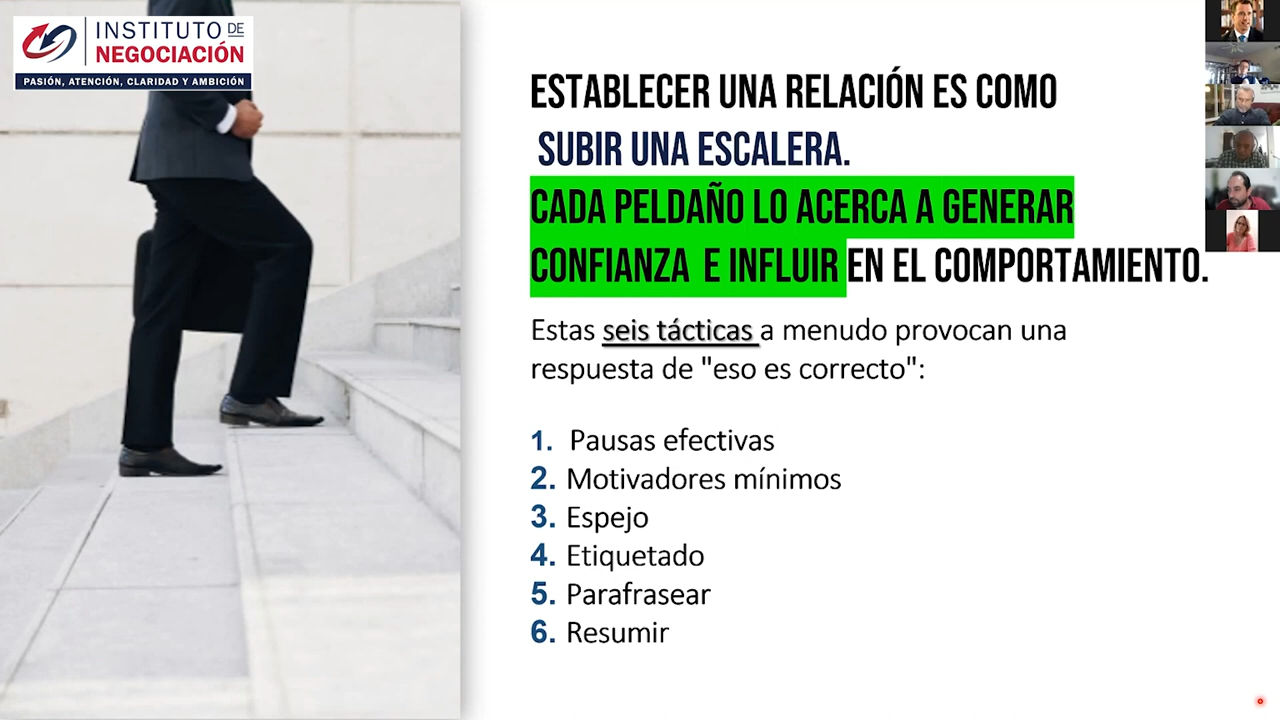 INSTITUTO DE
NEGOCIACIÓN
PASIÓN, ATENCIÓN, CLARIDAD Y AMBICIÓN
ESTABLECER UNA RELACIÓN ES COMO
SUBIR UNA ESCALERA.
CADA PELDAÑO LO ACERCA A GENERAR
CONFIANZA E INFLUIR EN EL COMPORTAMIENTO.
Estas seis tácticas a menudo provocan una
respuesta de "eso es correcto":
1. Pausas efectivas
2. Motivadores mínimos
3. Espejo
4. Etiquetado
5. Parafrasear
6. Resumir